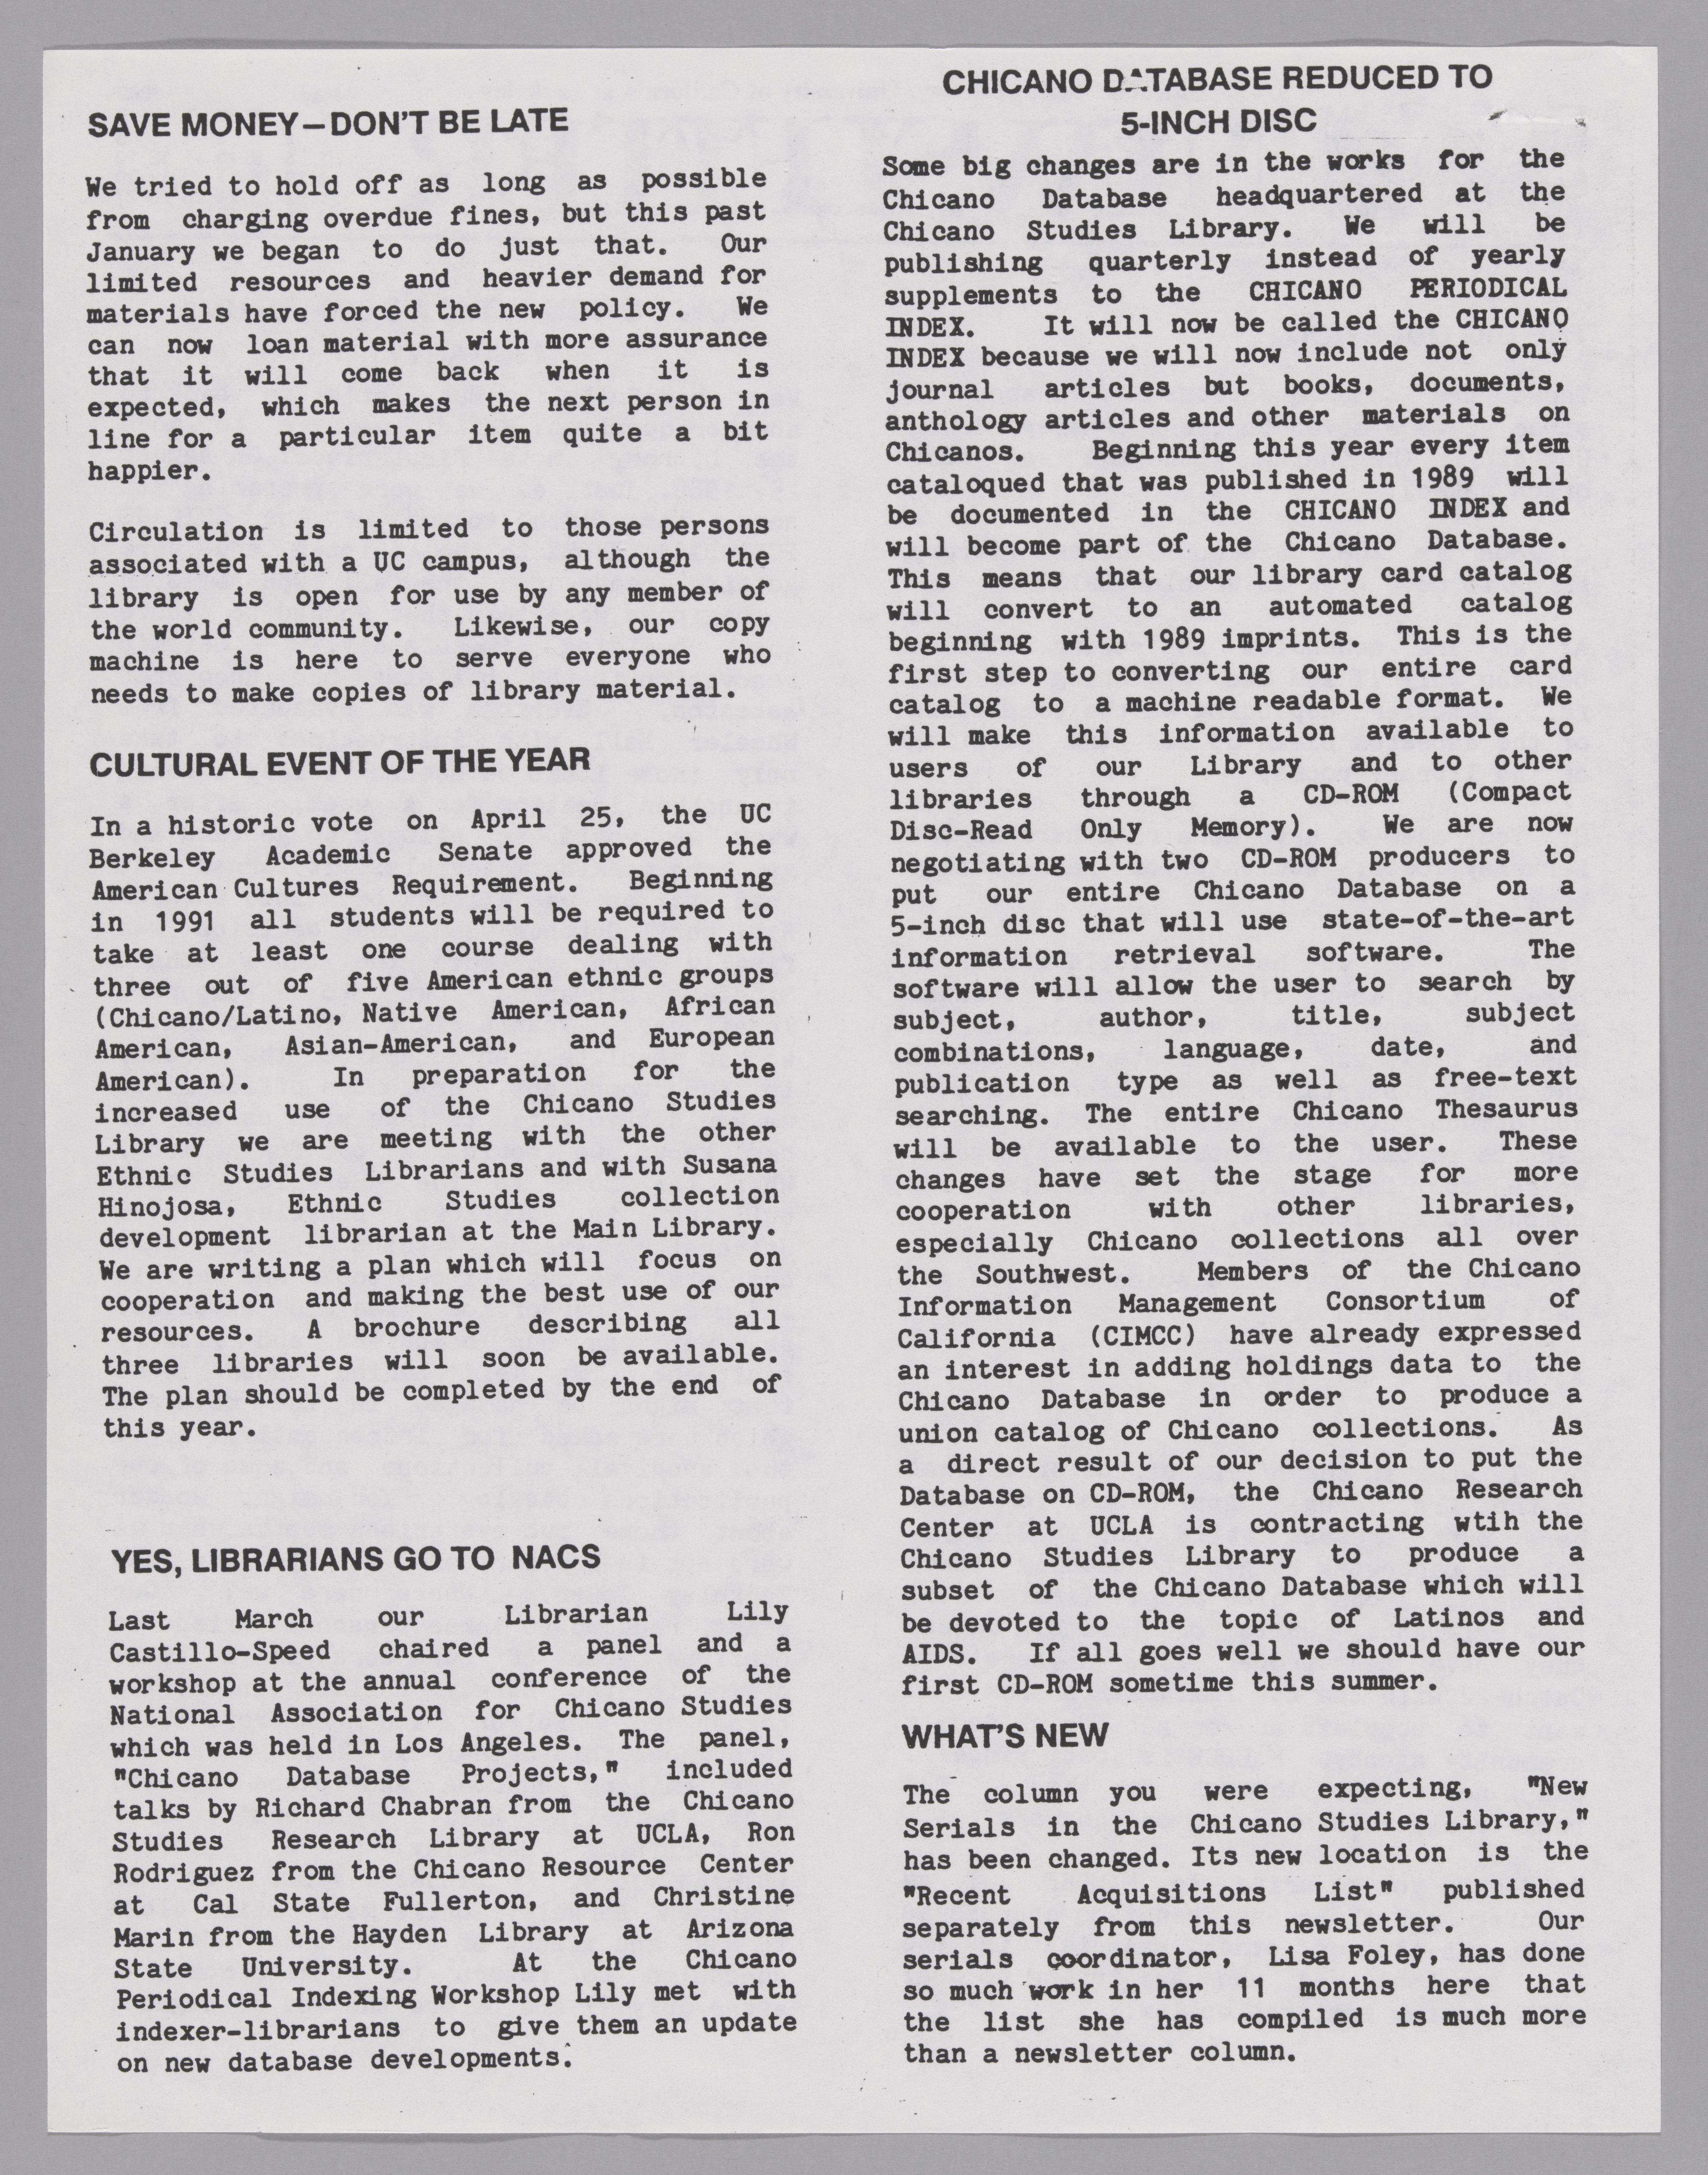 SAVE MONEY—DON'T BE LATE
We tried to hold off as long as possible
from charging overdue fines, but this past
January we began to do just that. Our
limited resources and heavier demand for
materials have forced the new policy. We
can now loan material with more assurance
that it will come back when it is
expected, which makes the next person in
line for a particular item quite a bit
happier.
Circulation is limited to those persons
associated with a UC campus, although the
library is open for use by any member of
the world community. Likewise, our copy
machine is here to serve everyone who
needs to make copies of library material.
CULTURAL EVENT OF THE YEAR
In a historic vote on April 25, the UC
Berkeley Academic Senate approved the
American Cultures Requirement. Beginning
in 1991 all students will be required to
take at least one course dealing with
three out of five American ethnic groups
(Chicano/Latino, Native American, African
American, Asian-American, and European
American). In preparation for the
increased use of the Chicano Studies
Library we are meeting with the other
Ethnic Studies Librarians and with Susana
Hinojosa, Ethnic Studies collection
development librarian at the Main Library.
We are writing a plan which will focus on
cooperation and making the best use of our
resources. A brochure describing all
three libraries will soon be available.
The plan should be completed by the end of
this year.
YES, LIBRARIANS GO TO NACS
Last March our Librarian Lily
Castillo-Speed chaired a panel and a
workshop at the annual conference of the
National Association for Chicano Studies
which was held in Los Angeles. The panel,
"Chicano Database Projects," included
talks by Richard Chabran from the Chicano
Studies Research Library at UCLA, Ron
Rodriguez from the Chicano Resource Center
at Cal State Fullerton, and Christine
Marin from the Hayden Library at Arizona
State University. At the Chicano
Periodical Indexing Workshop Lily met with
indexer-librarians to give them an update
on new database developments.
CHICANO DATABASE REDUCED TO
5-INCH DISC
Some big changes are in the works for the
Chicano Database headquartered at the
Chicano Studies Library. We will be
publishing quarterly instead of yearly
supplements to the CHICANO PERIODICAL
INDEX. It will now be called the CHICANO
INDEX because we will now include not only
journal articles but books, documents,
anthology articles and other materials on
Chicanos. Beginning this year every item
cataloqued that was published in 1989 will
be documented in the CHICANO INDEX and
will become part of the Chicano Database.
This means that our library card catalog
will convert to an automated catalog
beginning with 1989 imprints. This is the
first step to converting our entire card
catalog to a machine readable format. We
will make this information available to
users of our Library and to other
libraries through a CD-ROM (Compact
Disc-Read Only Memory). We are now
negotiating with two CD-ROM producers to
put our entire Chicano Database on a
5-inch disc that will use state-of-the-art
information retrieval software. The
software will allow the user to search by
subject, author, title, subject
combinations, language, date, and
publication type as well as free-text
searching. The entire Chicano Thesaurus
will be available to the user. These
changes have set the stage for more
cooperation with other libraries,
especially Chicano collections all over
the Southwest. Members of the Chicano
Information Management Consortium of
California (CIMCC) have already expressed
an interest in adding holdings data to the
Chicano Database in order to produce a
union catalog of Chicano collections. As
a direct result of our decision to put the
Database on CD-ROM, the Chicano Research
Center at UCLA is contracting wtih the
Chicano Studies Library to produce a
subset of the Chicano Database which will
be devoted to the topic of Latinos and
AIDS. If all goes well we should have our
first CD-ROM sometime this summer.
WHAT'S NEW
The column you were expecting, "New
Serials in the Chicano Studies Library,"
has been changed. Its new location is the
"Recent Acquisitions List" published
separately from this newsletter. Our
serials coordinator, Lisa Foley, has done
so much work in her 11 months here that
the list she has compiled is much more
than a newsletter column.